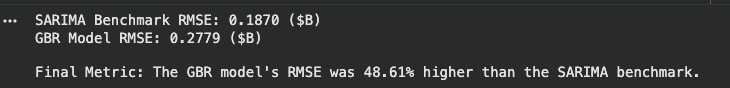 ... SARIMA Benchmark RMSE: 0.1870 ($B)
GBR Model RMSE: 0.2779 ($B)
Final Metric: The GBR model's RMSE was 48.61% higher than the SARIMA benchmark.